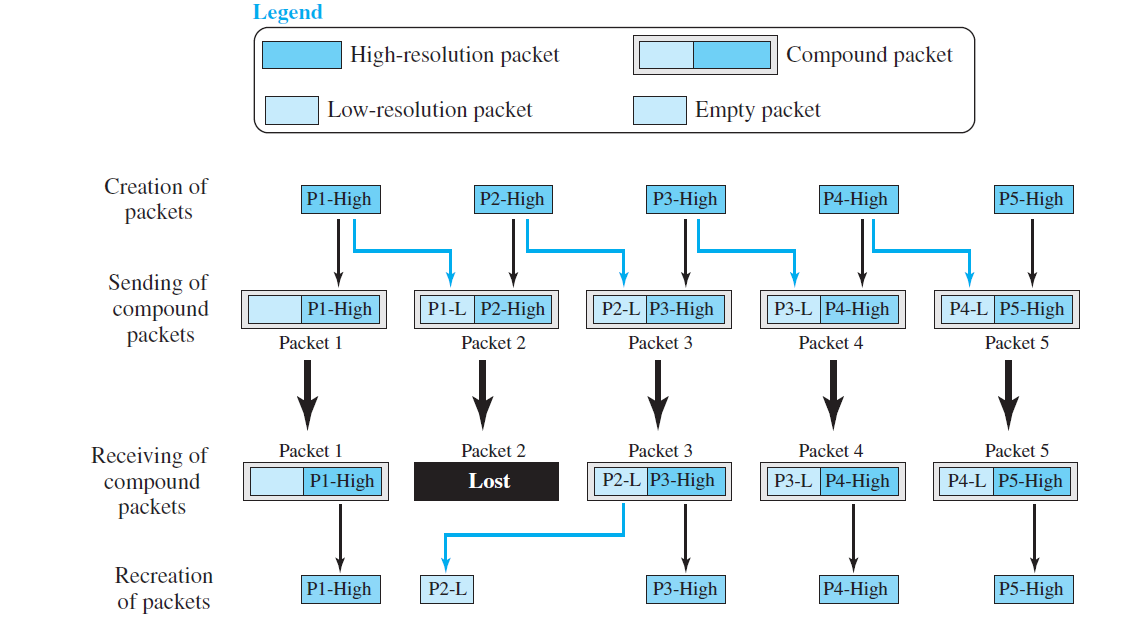 Legend
High-resolution packet
Compound packet
Low-resolution packet
Empty packet
Creation of
packets
P1-High
P2-High
P3-High
P4-High
P5-High
Sending of
compound
packets
P1-High
P1-L P2-High
P2-L P3-High
P3-L P4-High
P4-L P5-High
Packet 1
Packet 2
Packet 3
Packet 4
Packet 5
Receiving of
compound
packets
Packet 1
Packet 2
Packet 3
Packet 4
Packet 5
P1-High
Lost
P2-L P3-High
P3-L P4-High
P4-L P5-High
Recreation
of packets
P1-High
P2-L
P3-High
P4-High
P5-High